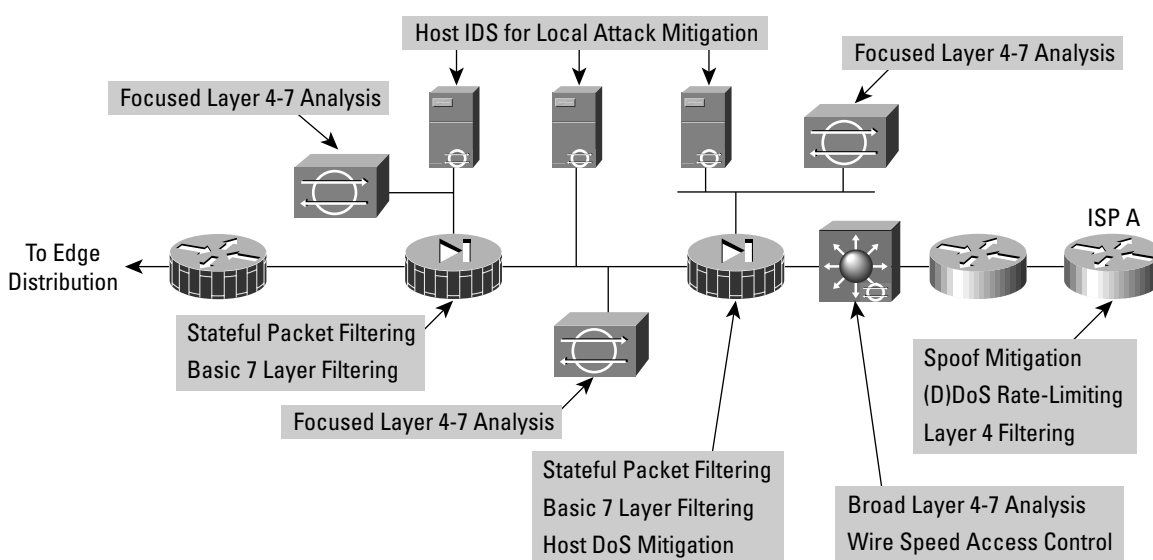 Host IDS for Local Attack Mitigation
Focused Layer 4-7 Analysis
Focused Layer 4-7 Analysis
ISP A
To Edge
Distribution
Stateful Packet Filtering
Basic 7 Layer Filtering
Focused Layer 4-7 Analysis
Stateful Packet Filtering
Basic 7 Layer Filtering
Host DoS Mitigation
Spoof Mitigation
(D)DoS Rate-Limiting
Layer 4 Filtering
Broad Layer 4-7 Analysis
Wire Speed Access Control